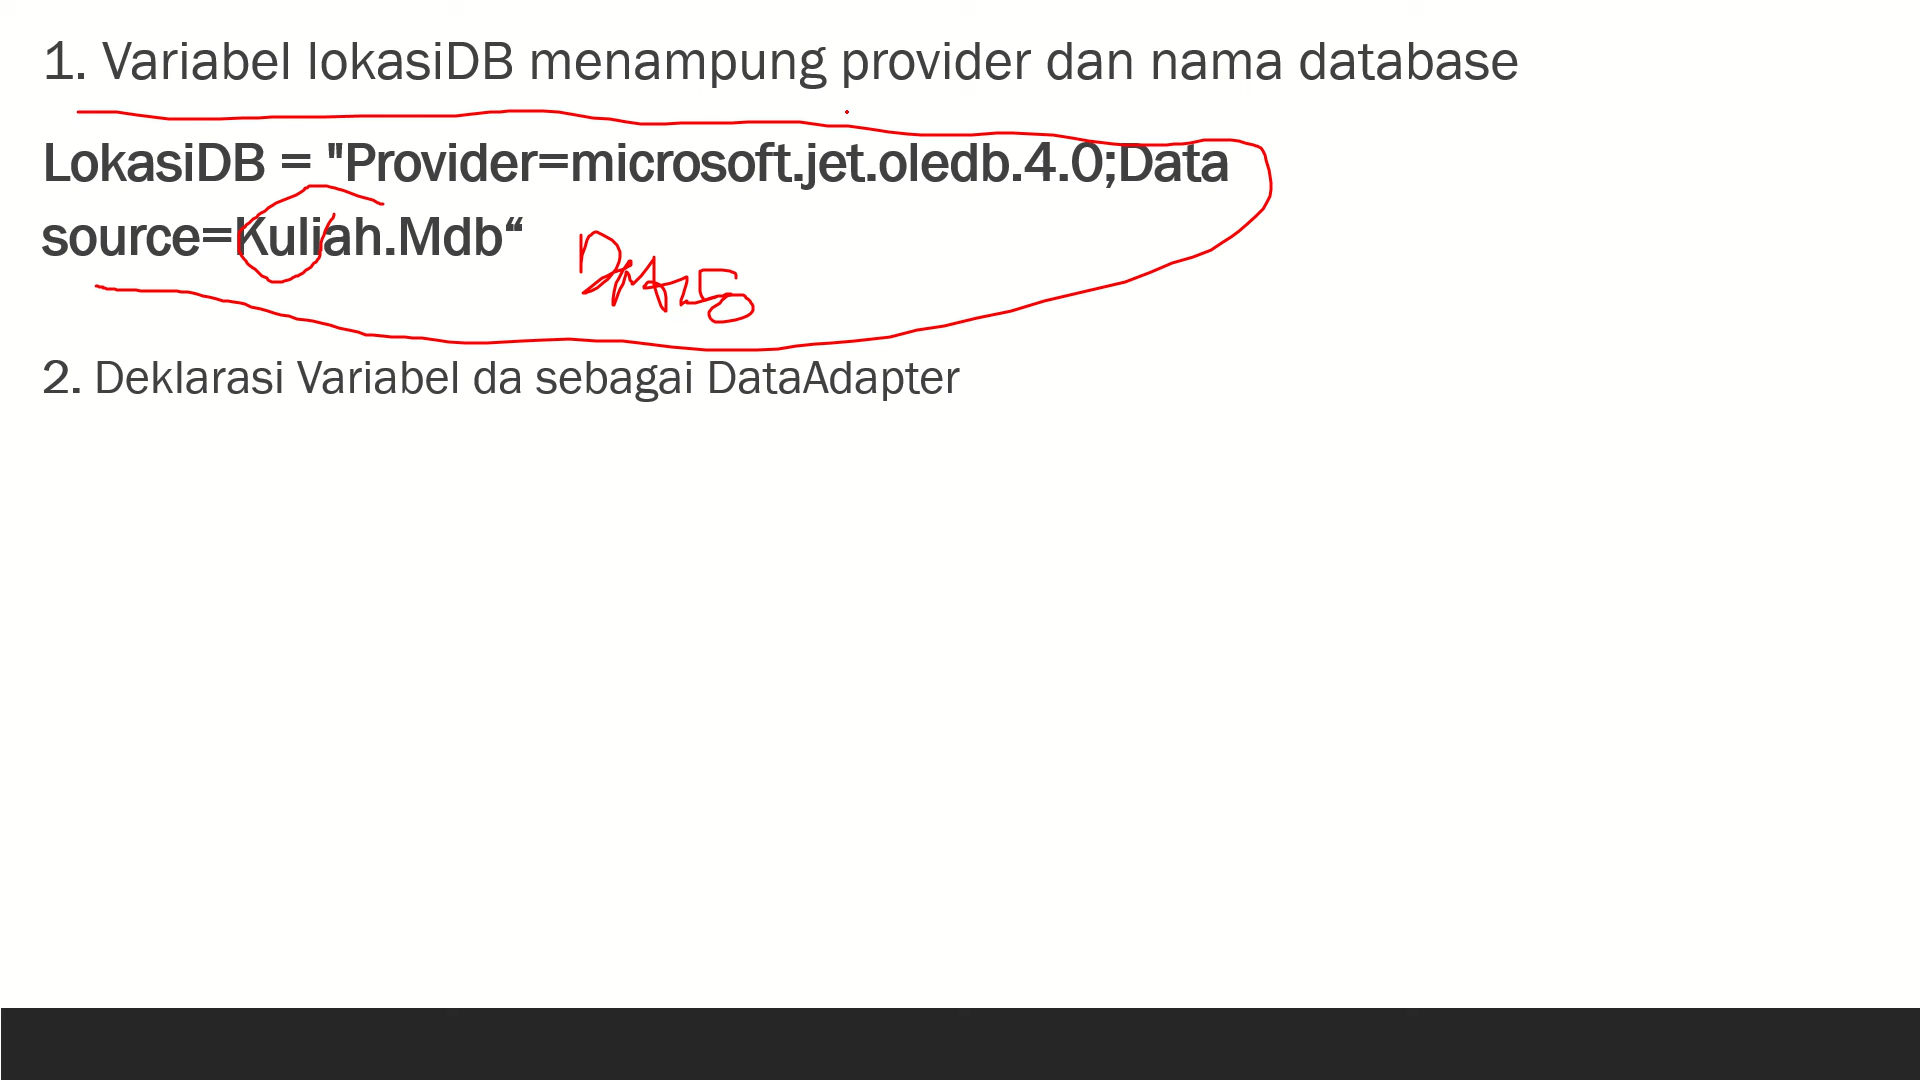 1. Variabel lokasiDB menampung provider dan nama database
LokasiDB = "Provider=microsoft.jet.oledb.4.0;Data
source=Kuliah.Mdb“
2. Deklarasi Variabel da sebagai DataAdapter